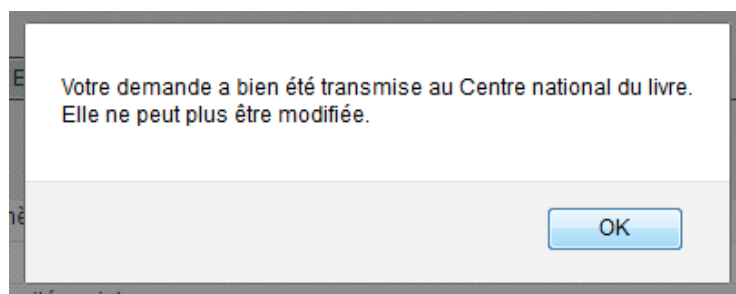 Votre demande a bien été transmise au Centre national du livre.
Elle ne peut plus être modifiée.
OK